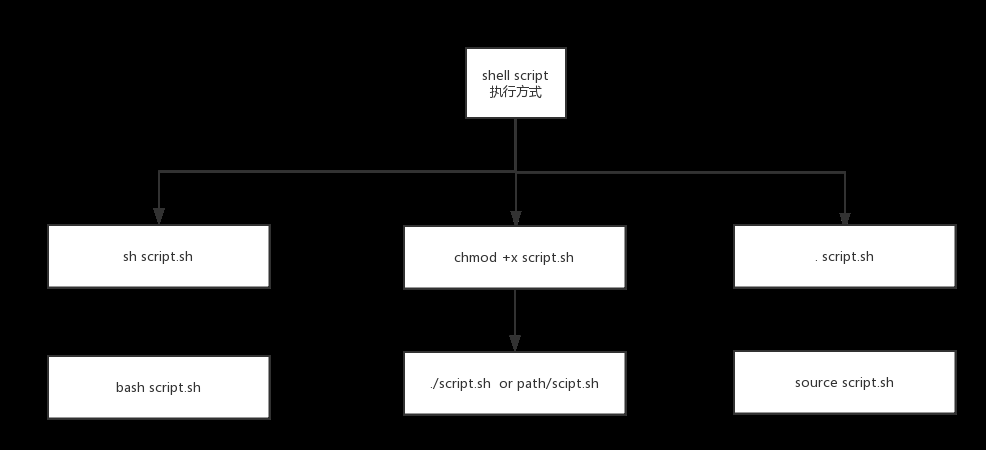 shell script
执行方式
sh script.sh
chmod +x script.sh
. script.sh
bash script.sh
./script.sh or path/scipt.sh
source script.sh